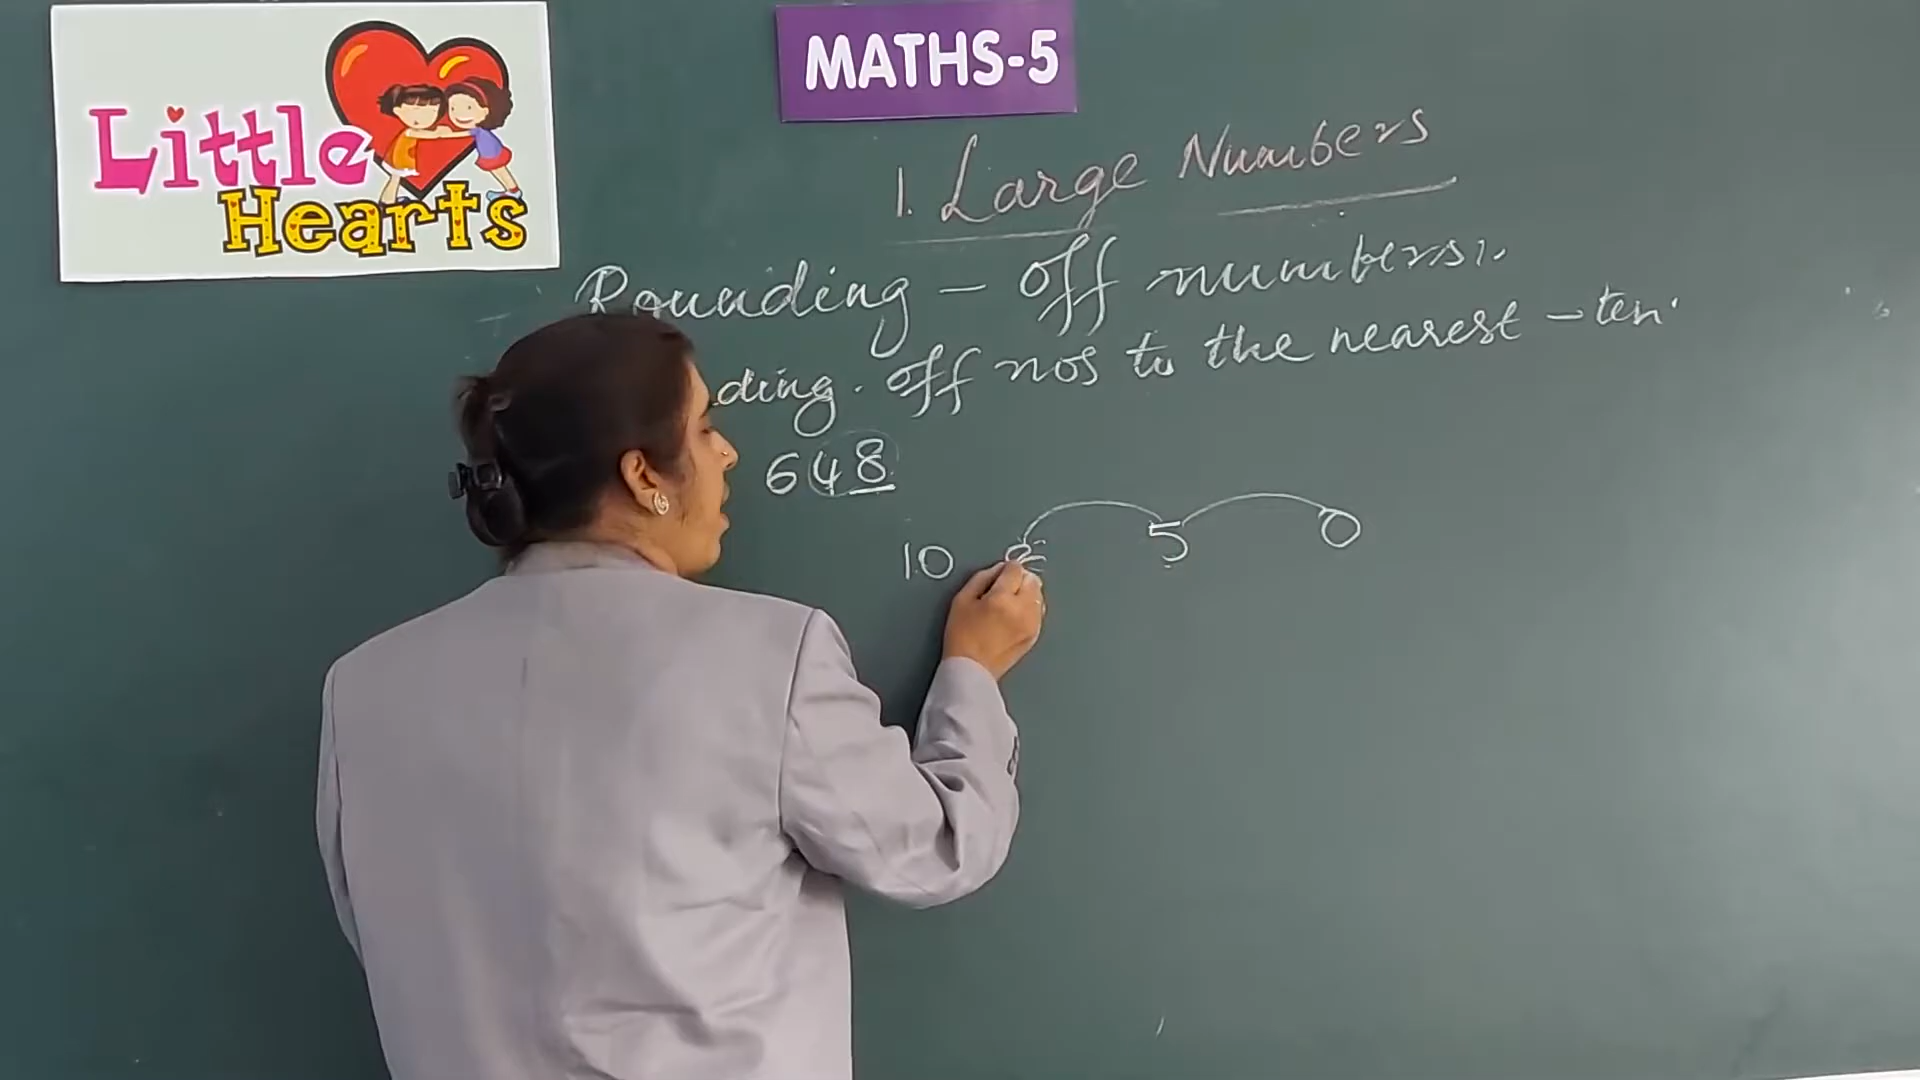 Little
Hearts
MATHS-5
1. Large Numbers
Rounding - off numbers:.
ding. off nos to the nearest - ten.
648
10 5 0